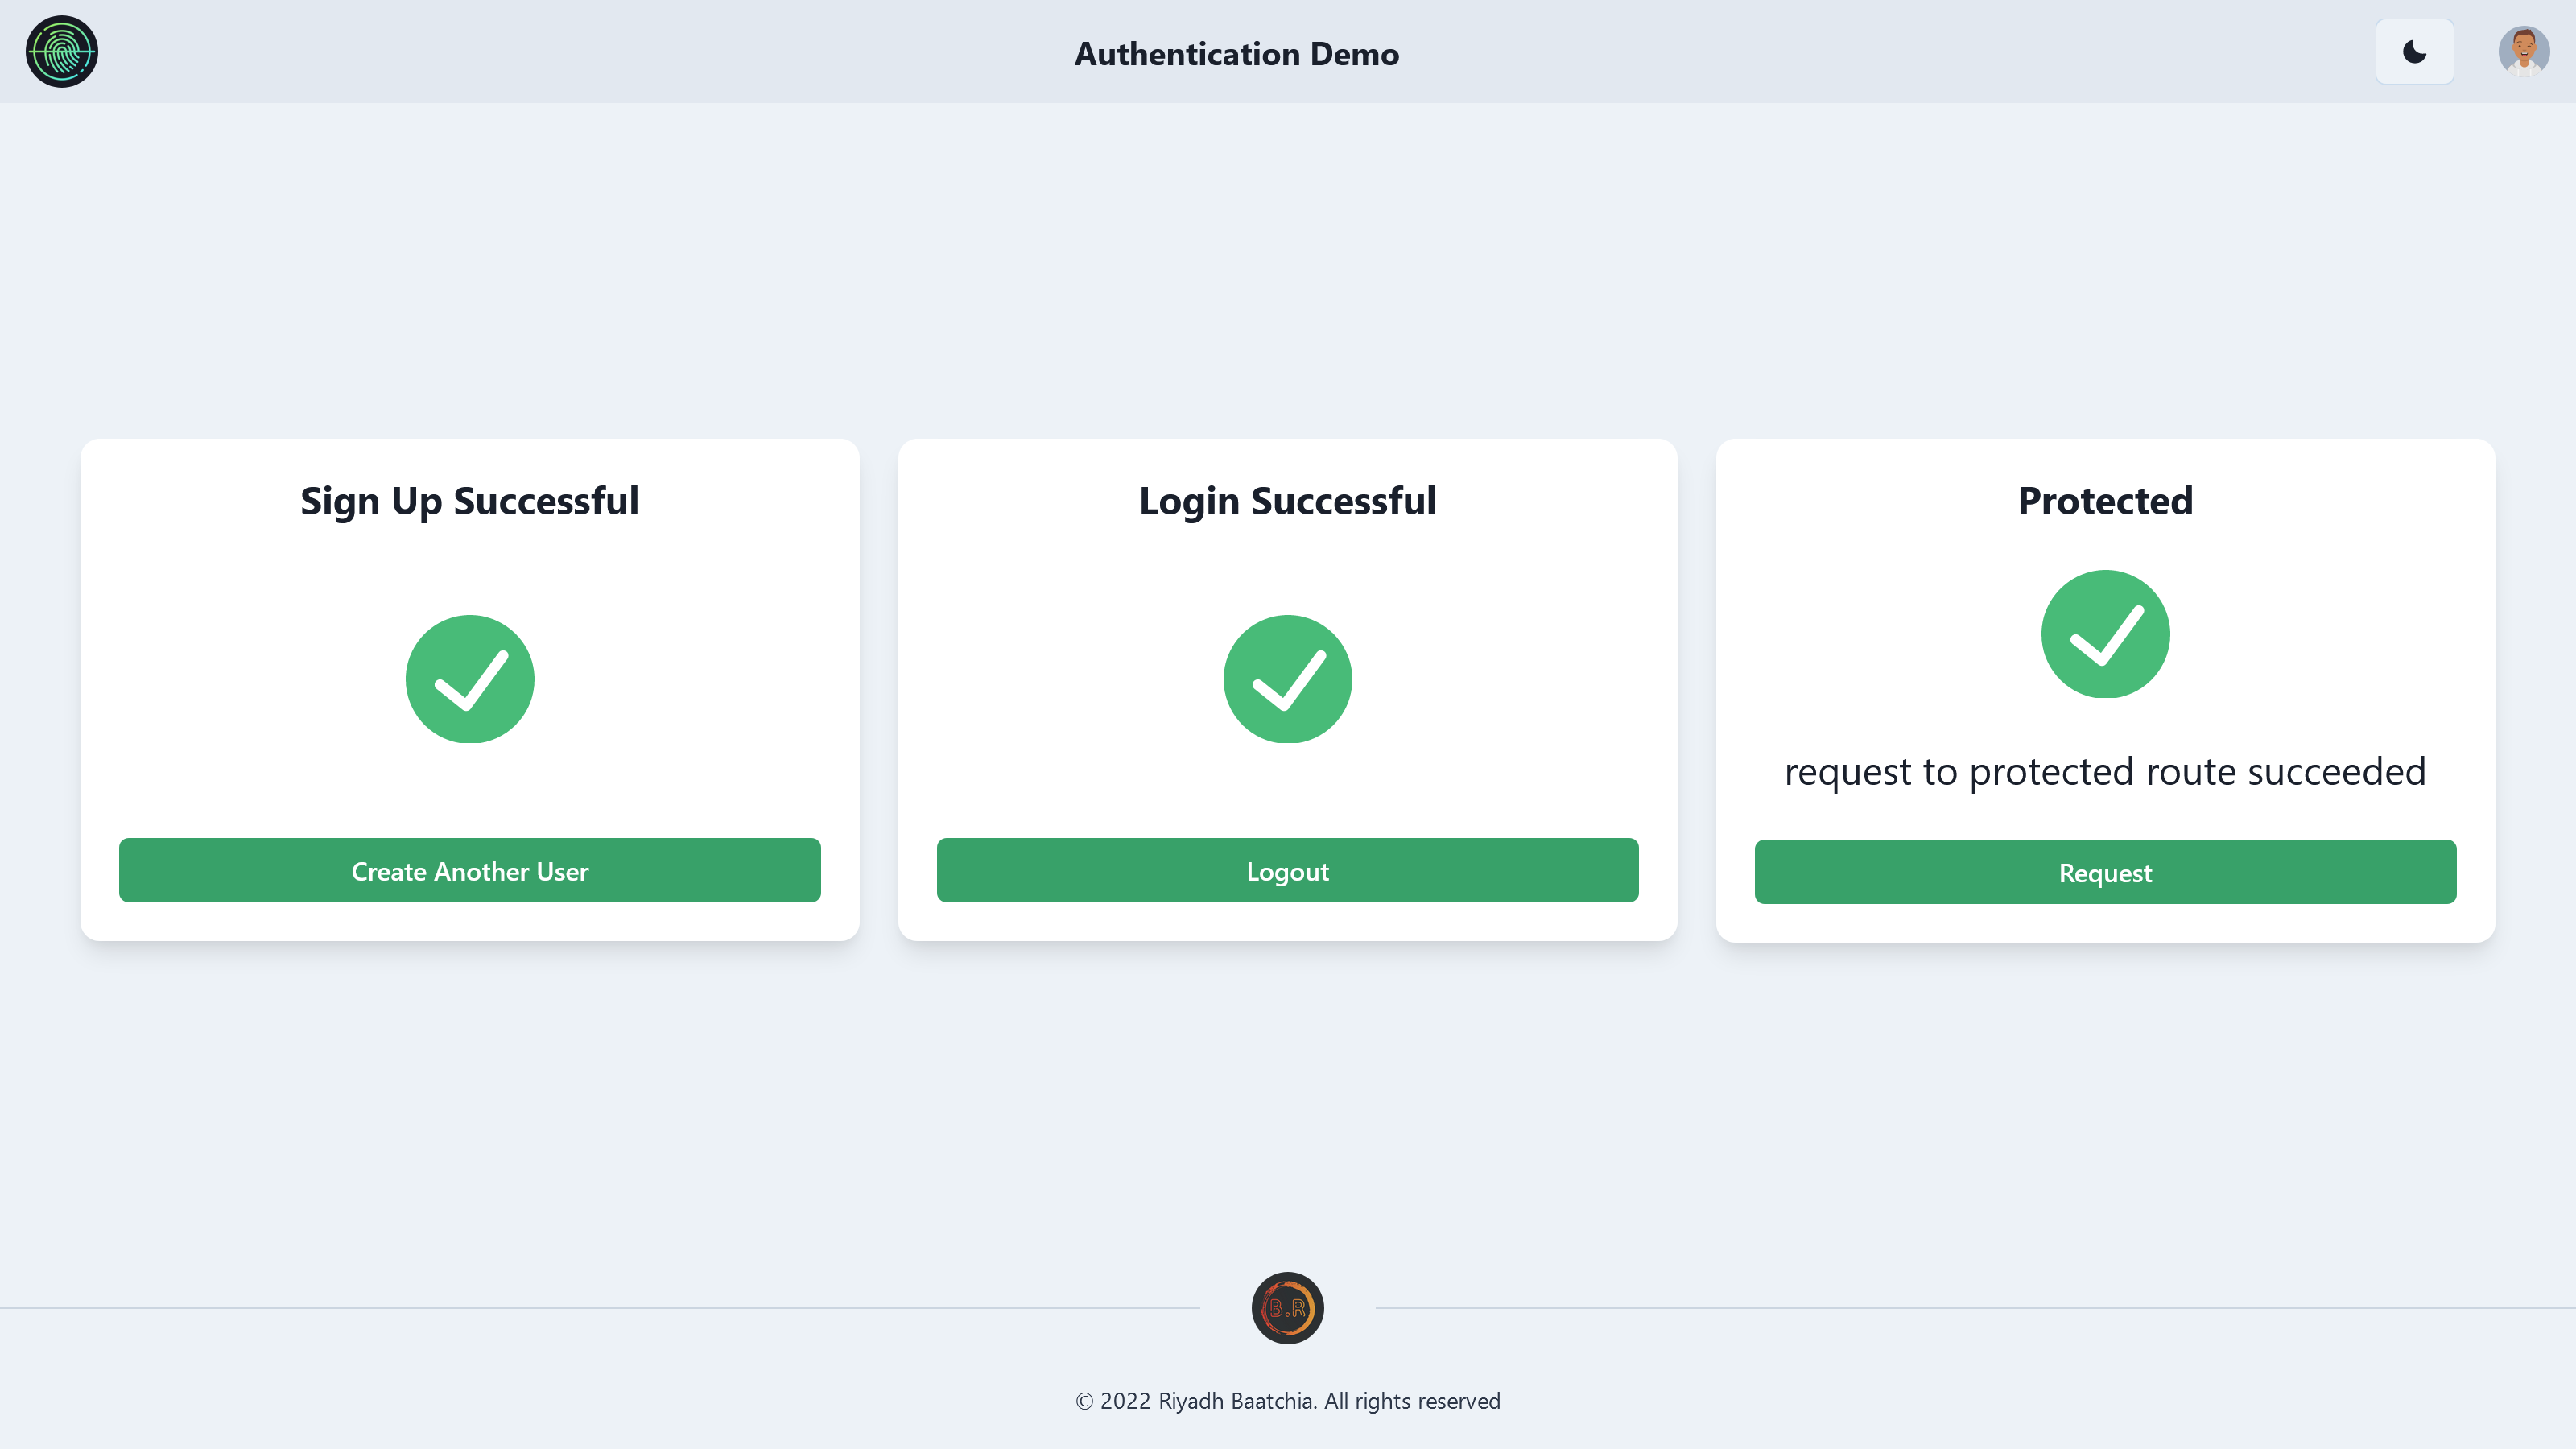 Authentication Demo
Sign Up Successful
Create Another User
Login Successful
Logout
Protected
request to protected route succeeded
Request
B.R
© 2022 Riyadh Baatchia. All rights reserved